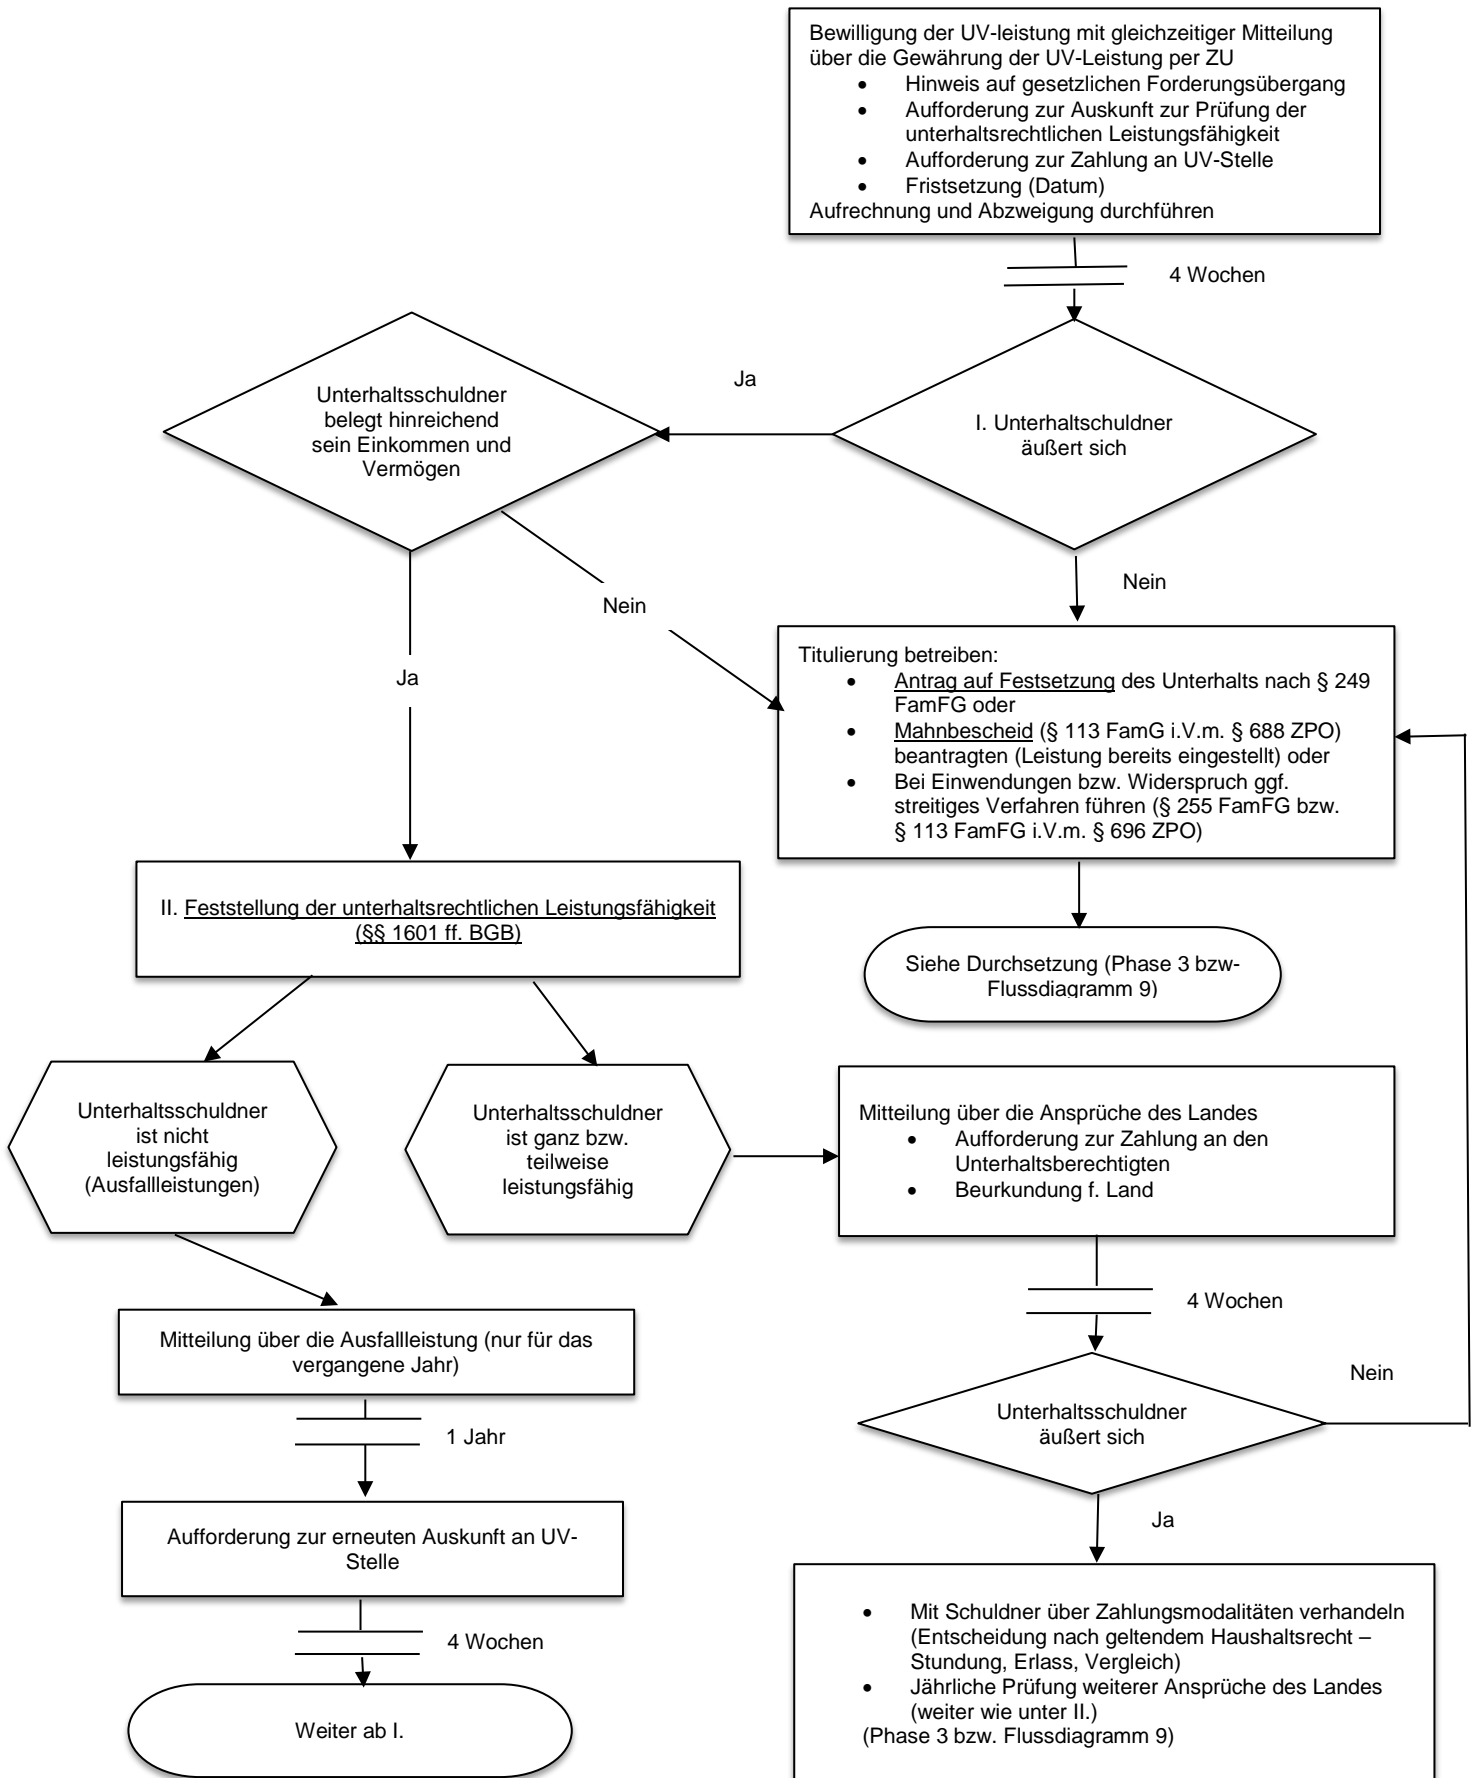 Bewilligung der UV-leistung mit gleichzeitiger Mitteilung
über die Gewährung der UV-Leistung per ZU
• Hinweis auf gesetzlichen Forderungsübergang
• Aufforderung zur Auskunft zur Prüfung der
unterhaltsrechtlichen Leistungsfähigkeit
• Aufforderung zur Zahlung an UV-Stelle
• Fristsetzung (Datum)
Aufrechnung und Abzweigung durchführen
4 Wochen
I. Unterhaltschuldner
äußert sich
Ja
Unterhaltsschuldner
belegt hinreichend
sein Einkommen und
Vermögen
Nein
Nein
Ja
Titulierung betreiben:
• Antrag auf Festsetzung des Unterhalts nach § 249
FamFG oder
• Mahnbescheid (§ 113 FamG i.V.m. § 688 ZPO)
beantragten (Leistung bereits eingestellt) oder
• Bei Einwendungen bzw. Widerspruch ggf.
streitiges Verfahren führen (§ 255 FamFG bzw.
§ 113 FamFG i.V.m. § 696 ZPO)
II. Feststellung der unterhaltsrechtlichen Leistungsfähigkeit
(§§ 1601 ff. BGB)
Siehe Durchsetzung (Phase 3 bzw-
Flussdiagramm 9)
Unterhaltsschuldner
ist nicht
leistungsfähig
(Ausfallleistungen)
Unterhaltsschuldner
ist ganz bzw.
teilweise
leistungsfähig
Mitteilung über die Ansprüche des Landes
• Aufforderung zur Zahlung an den
Unterhaltsberechtigten
• Beurkundung f. Land
4 Wochen
Mitteilung über die Ausfallleistung (nur für das
vergangene Jahr)
1 Jahr
Unterhaltsschuldner
äußert sich
Nein
Ja
Aufforderung zur erneuten Auskunft an UV-
Stelle
4 Wochen
Weiter ab I.
• Mit Schuldner über Zahlungsmodalitäten verhandeln
(Entscheidung nach geltendem Haushaltsrecht –
Stundung, Erlass, Vergleich)
• Jährliche Prüfung weiterer Ansprüche des Landes
(weiter wie unter II.)
(Phase 3 bzw. Flussdiagramm 9)